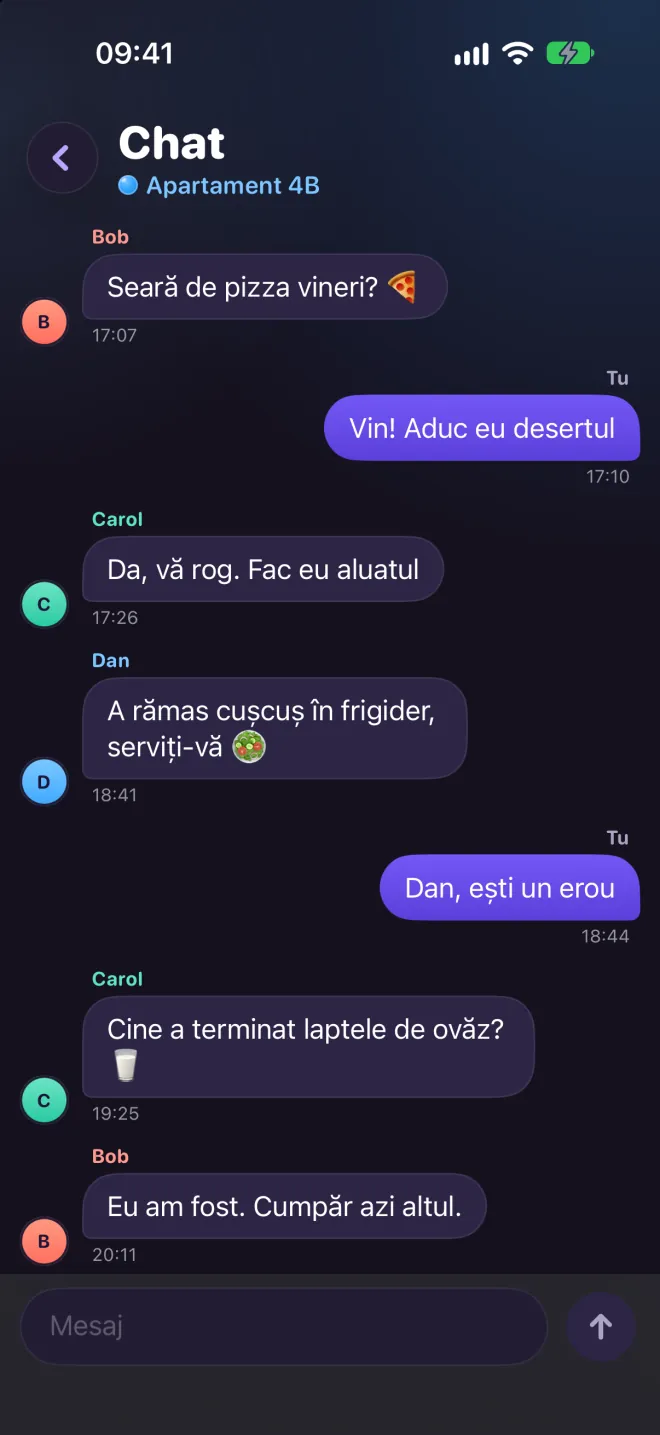 09:41
Chat
Apartament 4B
Bob
Seară de pizza vineri? 🍕
B
17:07
Tu
Vin! Aduc eu desertul
17:10
Carol
Da, vă rog. Fac eu aluatul
C
17:26
Dan
A rămas cușcuș în frigider,
serviți-vă 🥗
D
18:41
Tu
Dan, ești un erou
18:44
Carol
Cine a terminat laptele de ovăz?
🥛
C
19:25
Bob
Eu am fost. Cumpăr azi altul.
B
20:11
Mesaj